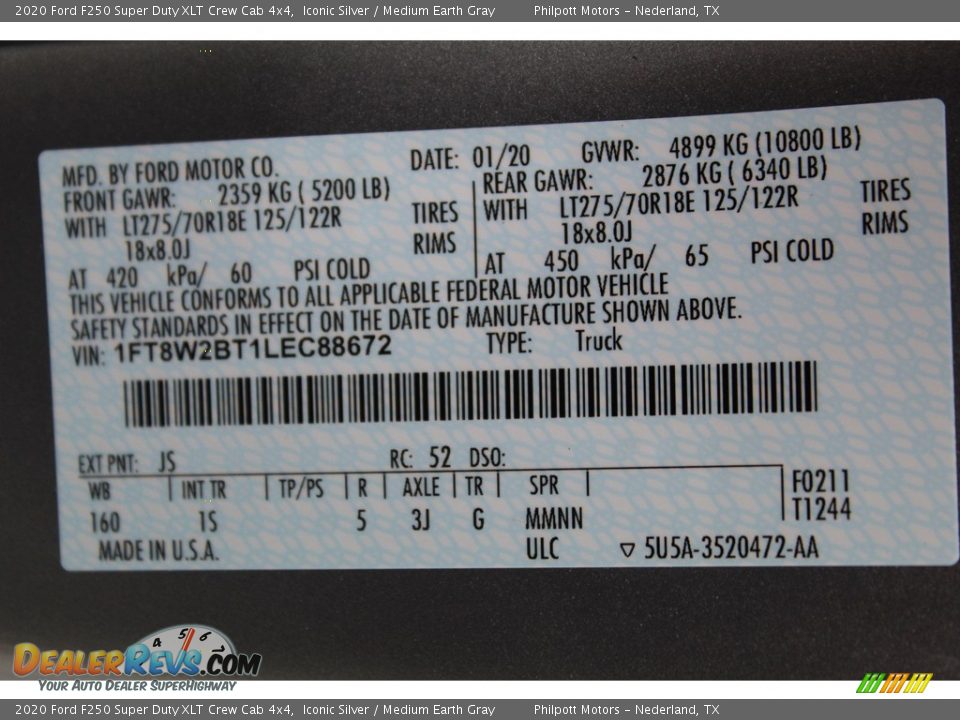 2020 Ford F250 Super Duty XLT Crew Cab 4x4, Iconic Silver / Medium Earth Gray Philpott Motors – Nederland, TX
MFD. BY FORD MOTOR CO. DATE: 01/20 GVWR: 4899 KG (10800 LB)
FRONT GAWR: 2359 KG ( 5200 LB) REAR GAWR: 2876 KG ( 6340 LB)
WITH LT275/70R18E 125/122R TIRES WITH LT275/70R18E 125/122R TIRES
18x8.0J RIMS 18x8.0J RIMS
AT 420 kPa/ 60 PSI COLD AT 450 kPa/ 65 PSI COLD
THIS VEHICLE CONFORMS TO ALL APPLICABLE FEDERAL MOTOR VEHICLE
SAFETY STANDARDS IN EFFECT ON THE DATE OF MANUFACTURE SHOWN ABOVE.
VIN: 1FT8W2BT1LEC88672 TYPE: Truck
EXT PNT: JS RC: 52 DSO:
WB INT TR TP/PS R AXLE TR SPR F0211
160 1S 5 3J G MMNN T1244
MADE IN U.S.A. ULC ▽ 5U5A-3520472-AA
4 5 6
DEALERREVS.COM
YOUR AUTO DEALER SUPERHIGHWAY
2020 Ford F250 Super Duty XLT Crew Cab 4x4, Iconic Silver / Medium Earth Gray Philpott Motors – Nederland, TX